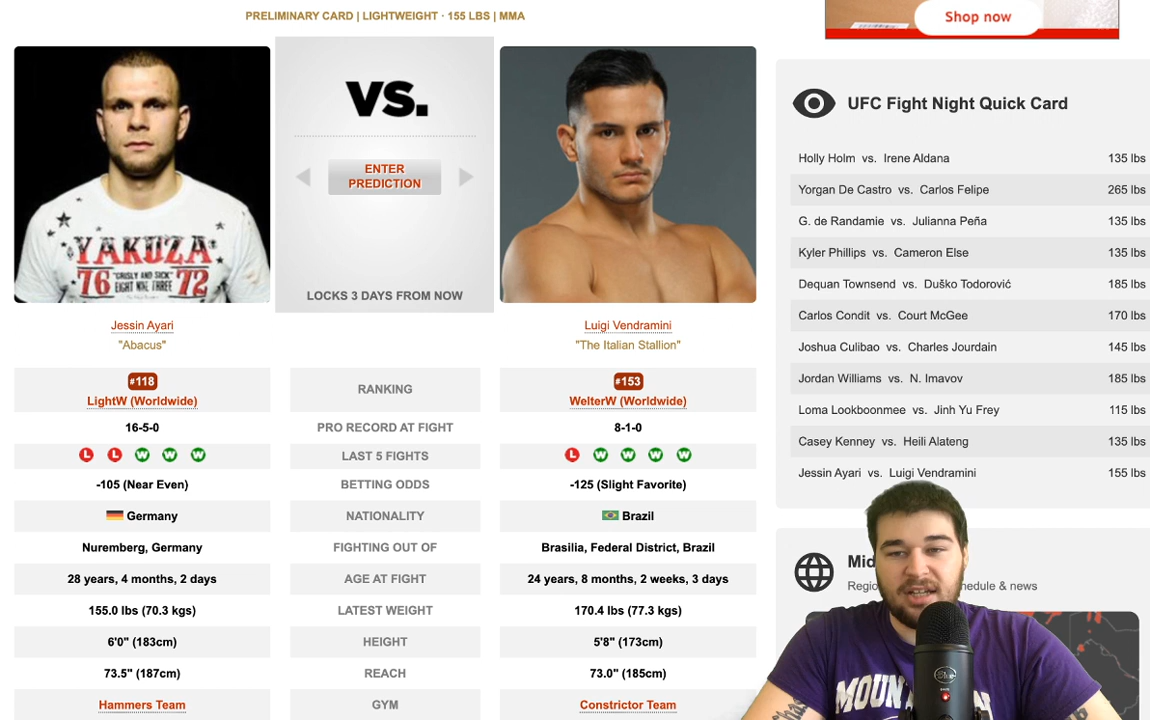 PRELIMINARY CARD | LIGHTWEIGHT · 155 LBS | MMA
Shop now
VS.
ENTER
PREDICTION
LOCKS 3 DAYS FROM NOW
YAKUZA
76 "GRISLY AND SICK" 72
EIGHT NINE THREE
Jessin Ayari
"Abacus"
Luigi Vendramini
"The Italian Stallion"
#118
LightW (Worldwide)
RANKING
#153
WelterW (Worldwide)
16-5-0 PRO RECORD AT FIGHT 8-1-0
L L W W W LAST 5 FIGHTS L W W W W
-105 (Near Even) BETTING ODDS -125 (Slight Favorite)
Germany NATIONALITY Brazil
Nuremberg, Germany FIGHTING OUT OF Brasilia, Federal District, Brazil
28 years, 4 months, 2 days AGE AT FIGHT 24 years, 8 months, 2 weeks, 3 days
155.0 lbs (70.3 kgs) LATEST WEIGHT 170.4 lbs (77.3 kgs)
6'0" (183cm) HEIGHT 5'8" (173cm)
73.5" (187cm) REACH 73.0" (185cm)
Hammers Team GYM Constrictor Team
UFC Fight Night Quick Card
Holly Holm vs. Irene Aldana 135 lbs
Yorgan De Castro vs. Carlos Felipe 265 lbs
G. de Randamie vs. Julianna Peña 135 lbs
Kyler Phillips vs. Cameron Else 135 lbs
Dequan Townsend vs. Duško Todorović 185 lbs
Carlos Condit vs. Court McGee 170 lbs
Joshua Culibao vs. Charles Jourdain 145 lbs
Jordan Williams vs. N. Imavov 185 lbs
Loma Lookboonmee vs. Jinh Yu Frey 115 lbs
Casey Kenney vs. Heili Alateng 135 lbs
Jessin Ayari vs. Luigi Vendramini 155 lbs
Mid
Regio hedule & news
MOUN